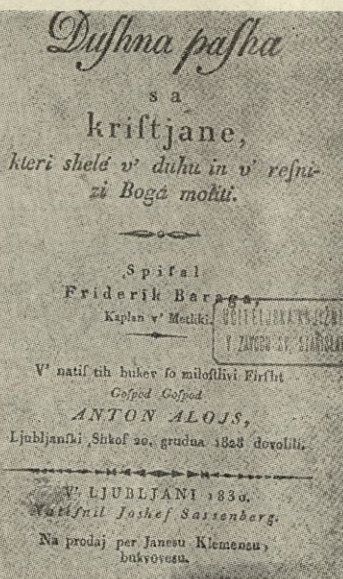 Duſhna paſha
sa
kriſtjane,
kteri shelé v' duhu in v' reſni-
zi Bogá moliti.
Spiſal
Friderik Baraga,
Kaplan v' Metliki.
V' natiſ tih bukev ſo miloſtlivi Firſht
Goſpod Goſpod
ANTON ALOJS,
Ljubljanſki Shkof 20. grudna 1828 dovolili.
V' LJUBLJANI 1830.
Natiſnil Joshef Sassenberg.
Na prodaj per Janesu Klemensu,
bukvovesu.